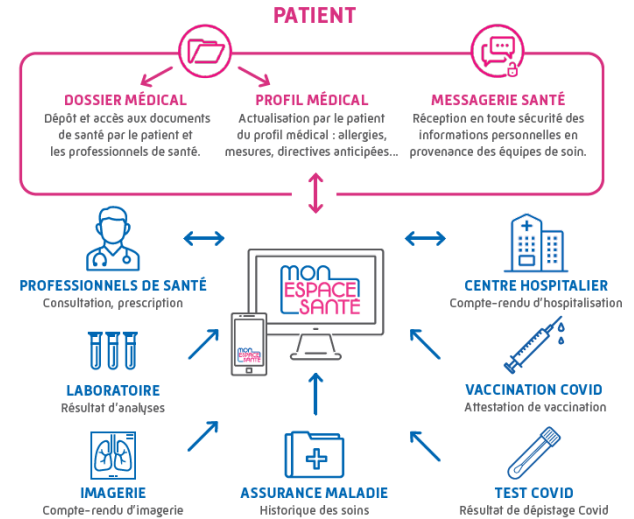 PATIENT
DOSSIER MÉDICAL
Dépôt et accès aux documents
de santé par le patient et
les professionnels de santé.
PROFIL MÉDICAL
Actualisation par le patient
du profil médical : allergies,
mesures, directives anticipées...
MESSAGERIE SANTÉ
Réception en toute sécurité des
informations personnelles en
provenance des équipes de soin.
PROFESSIONNELS DE SANTÉ
Consultation, prescription
mon
ESPACE
SANTÉ
mon
ESPACE
SANTÉ
CENTRE HOSPITALIER
Compte-rendu d'hospitalisation
LABORATOIRE
Résultat d'analyses
VACCINATION COVID
Attestation de vaccination
IMAGERIE
Compte-rendu d'imagerie
ASSURANCE MALADIE
Historique des soins
TEST COVID
Résultat de dépistage Covid